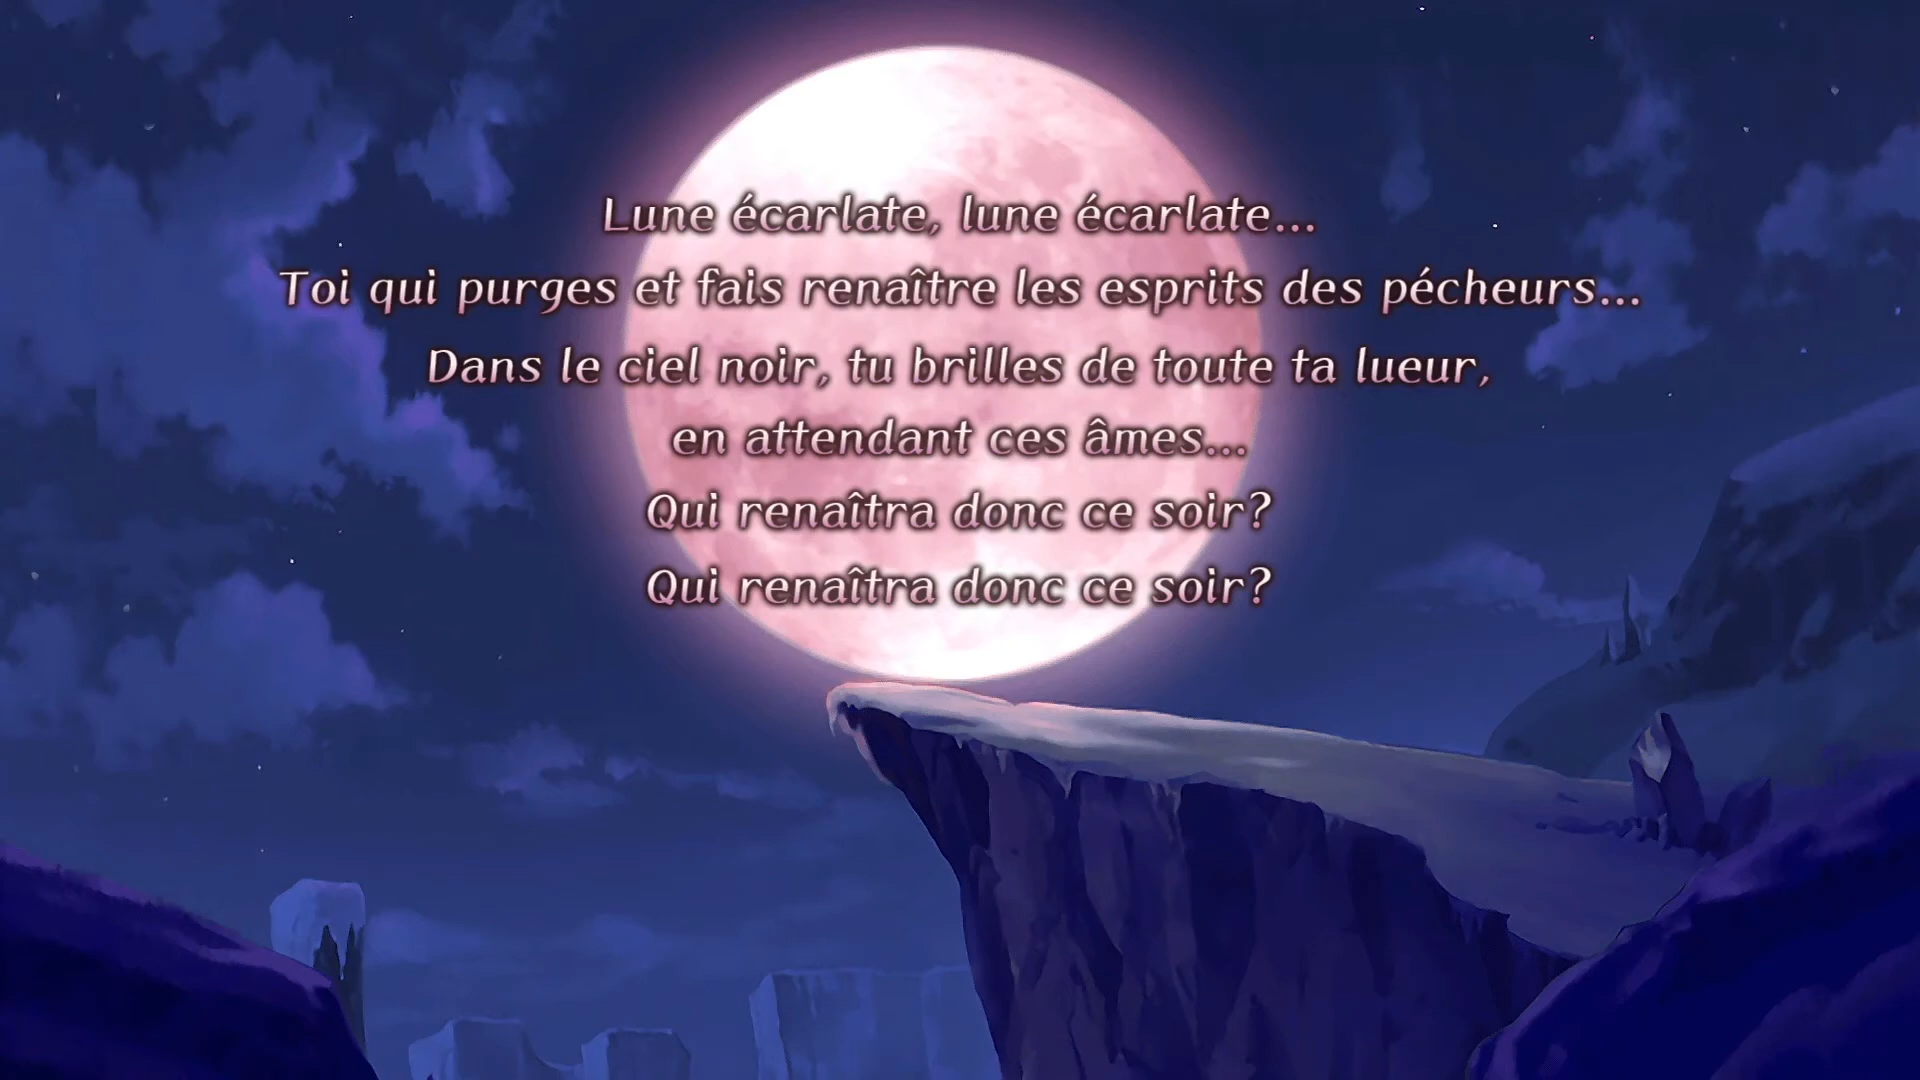 Lune écarlate, lune écarlate...
Toi qui purges et fais renaître les esprits des pécheurs...
Dans le ciel noir, tu brilles de toute ta lueur,
en attendant ces âmes...
Qui renaîtra donc ce soir?
Qui renaîtra donc ce soir?